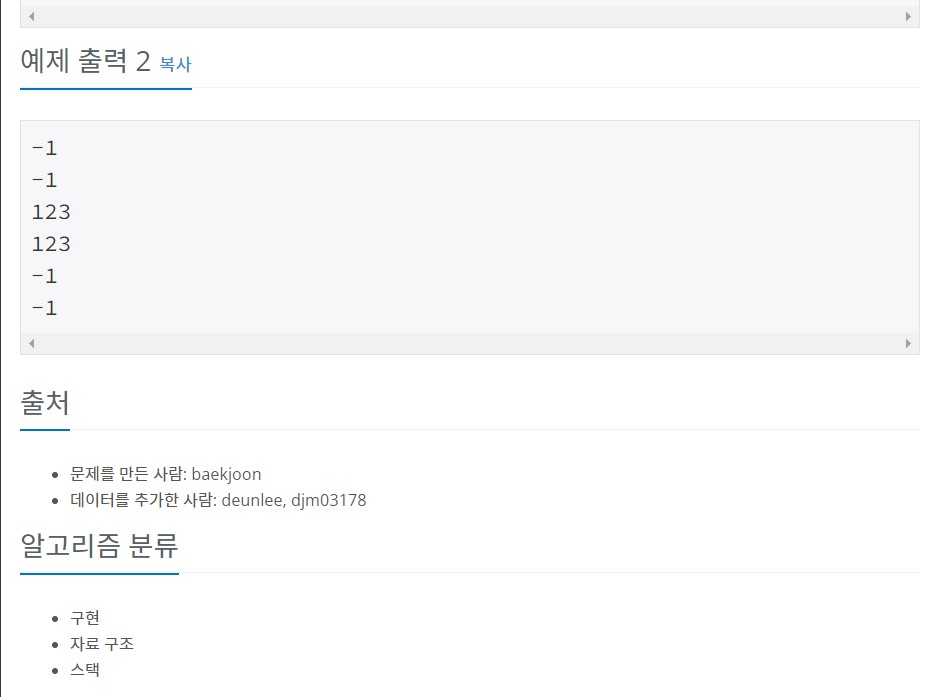 예제 출력 2 복사
-1
-1
123
123
-1
-1
출처
문제를 만든 사람: baekjoon
데이터를 추가한 사람: deunlee, djm03178
알고리즘 분류
구현
자료 구조
스택